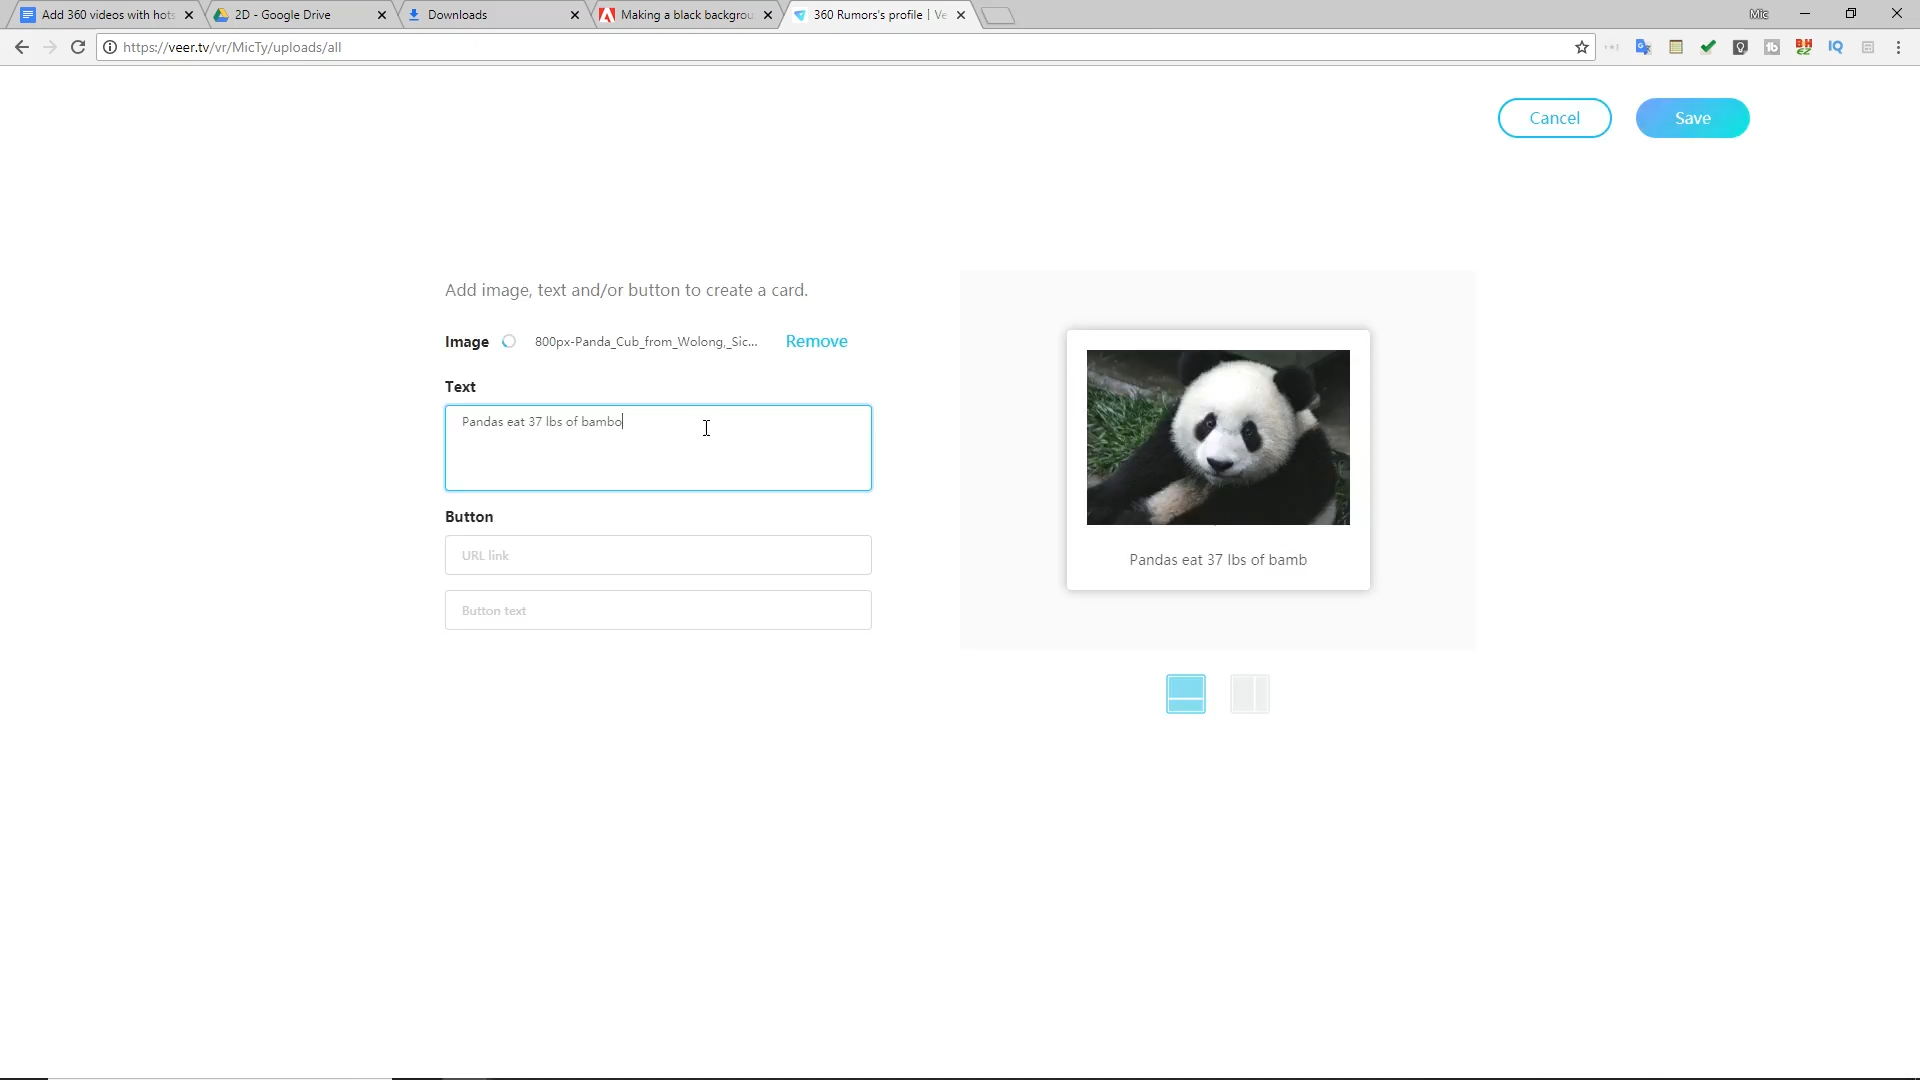 Add 360 videos with hots
2D - Google Drive
Downloads
Making a black backgrou
360 Rumors's profile | Ve
Mic
https://veer.tv/vr/MicTy/uploads/all
Cancel
Save
Add image, text and/or button to create a card.
Image
800px-Panda_Cub_from_Wolong,_Sic...
Remove
Text
Pandas eat 37 lbs of bambo
Button
URL link
Button text
Pandas eat 37 lbs of bamb